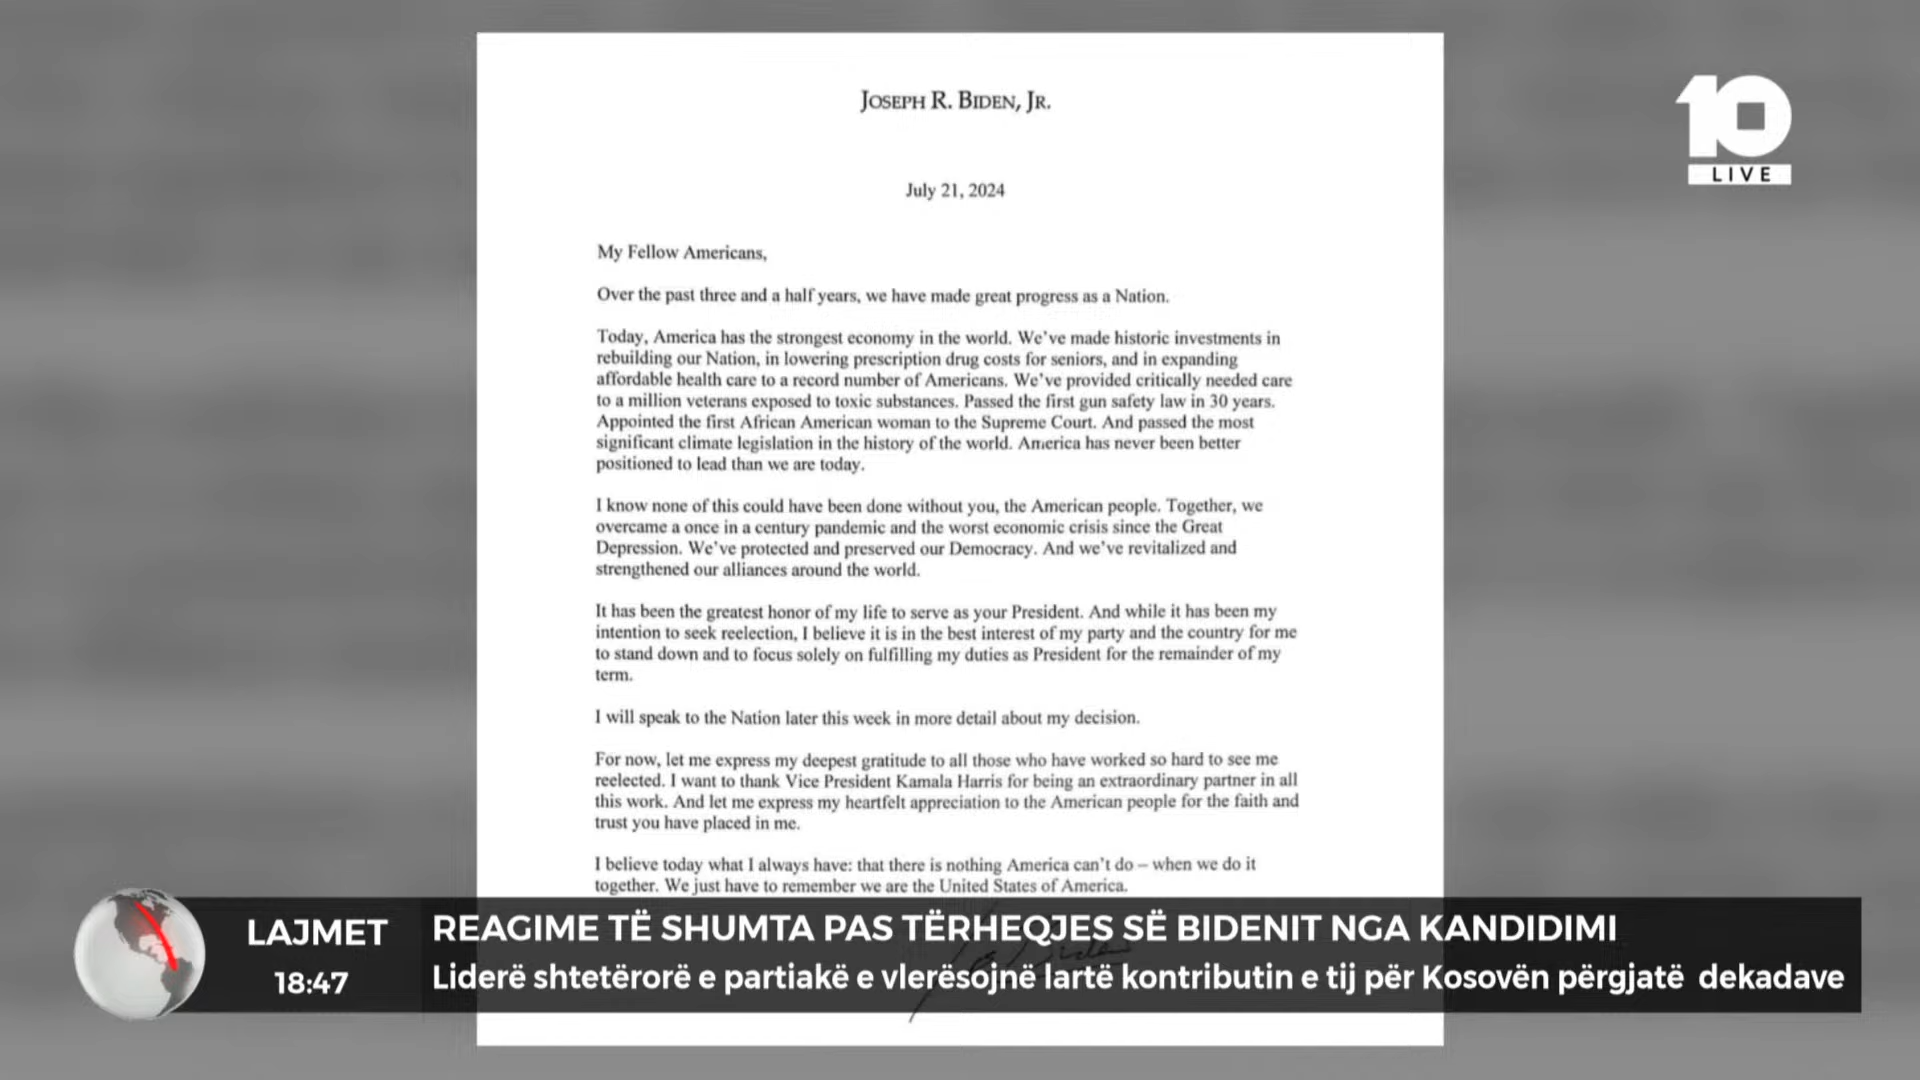 JOSEPH R. BIDEN, JR.
10
LIVE
July 21, 2024
My Fellow Americans,
Over the past three and a half years, we have made great progress as a Nation.
Today, America has the strongest economy in the world. We've made historic investments in
rebuilding our Nation, in lowering prescription drug costs for seniors, and in expanding
affordable health care to a record number of Americans. We've provided critically needed care
to a million veterans exposed to toxic substances. Passed the first gun safety law in 30 years.
Appointed the first African American woman to the Supreme Court. And passed the most
significant climate legislation in the history of the world. America has never been better
positioned to lead than we are today.
I know none of this could have been done without you, the American people. Together, we
overcame a once in a century pandemic and the worst economic crisis since the Great
Depression. We've protected and preserved our Democracy. And we've revitalized and
strengthened our alliances around the world.
It has been the greatest honor of my life to serve as your President. And while it has been my
intention to seek reelection, I believe it is in the best interest of my party and the country for me
to stand down and to focus solely on fulfilling my duties as President for the remainder of my
term.
I will speak to the Nation later this week in more detail about my decision.
For now, let me express my deepest gratitude to all those who have worked so hard to see me
reelected. I want to thank Vice President Kamala Harris for being an extraordinary partner in all
this work. And let me express my heartfelt appreciation to the American people for the faith and
trust you have placed in me.
I believe today what I always have: that there is nothing America can't do – when we do it
together. We just have to remember we are the United States of America.
LAJMET
18:47
REAGIME TË SHUMTA PAS TËRHEQJES SË BIDENIT NGA KANDIDIMI
Liderë shtetërorë e partiakë e vlerësojnë lartë kontributin e tij për Kosovën përgjatë dekadave